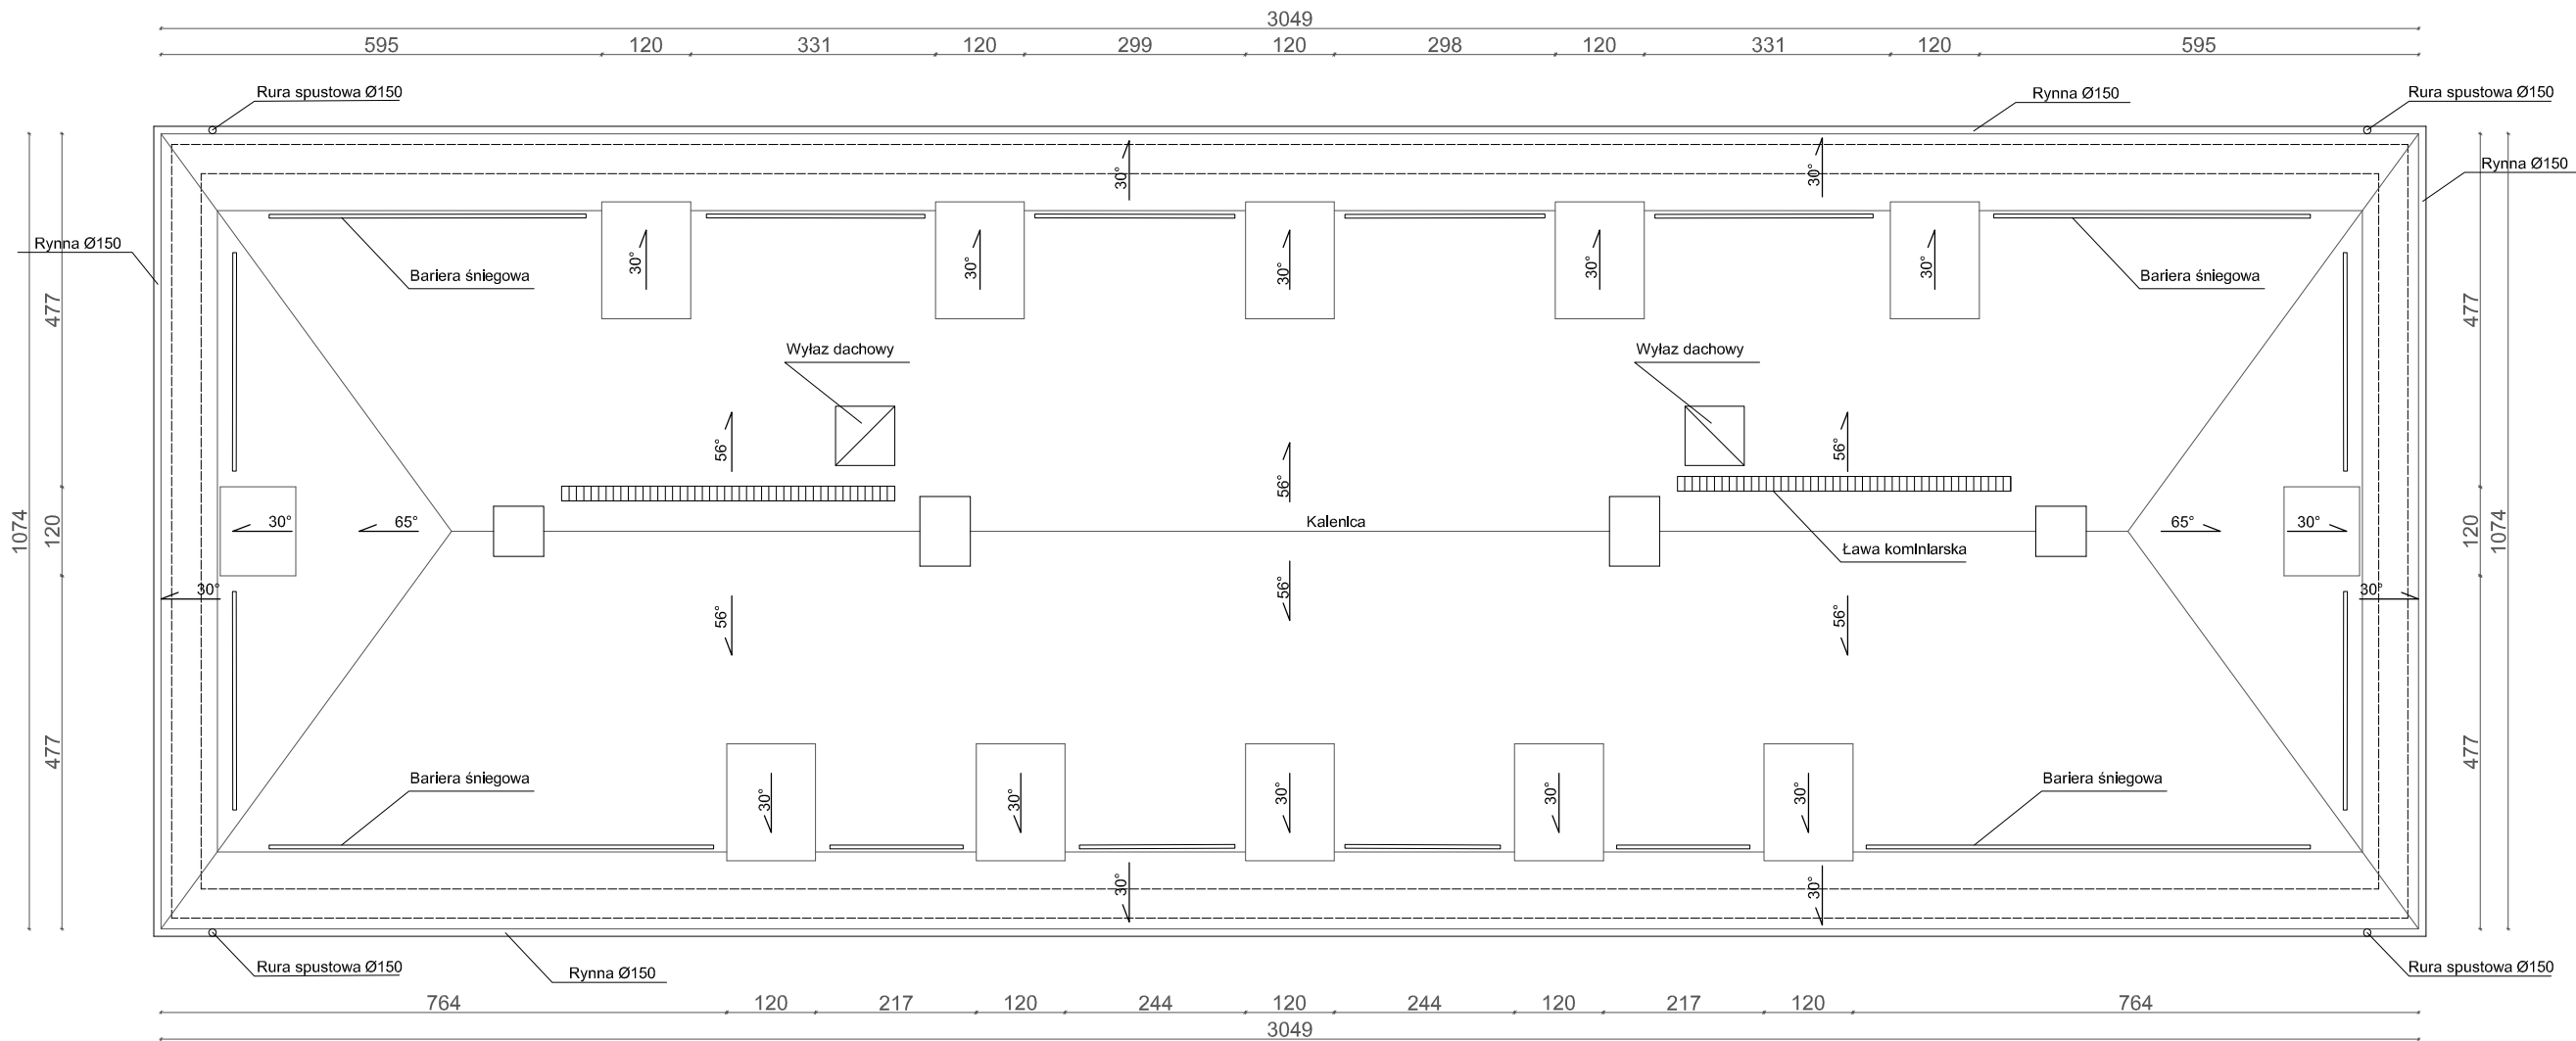 3049
595 120 331 120 299 120 298 120 331 120 595
Rura spustowa Ø150
Rynna Ø150
Rura spustowa Ø150
Rynna Ø150
Rynna Ø150
30° 30°
Bariera śniegowa
Bariera śniegowa
30° 30° 30° 30° 30°
477
477
Wyłaz dachowy
Wyłaz dachowy
56° 56° 56°
1074
120
30° 65°
Kalenica
65° 30°
120
1074
Ława kominiarska
30° 30°
56° 56° 56°
477
477
Bariera śniegowa
Bariera śniegowa
30° 30° 30° 30° 30°
30° 30°
Rura spustowa Ø150
Rynna Ø150
Rura spustowa Ø150
764 120 217 120 244 120 244 120 217 120 764
3049